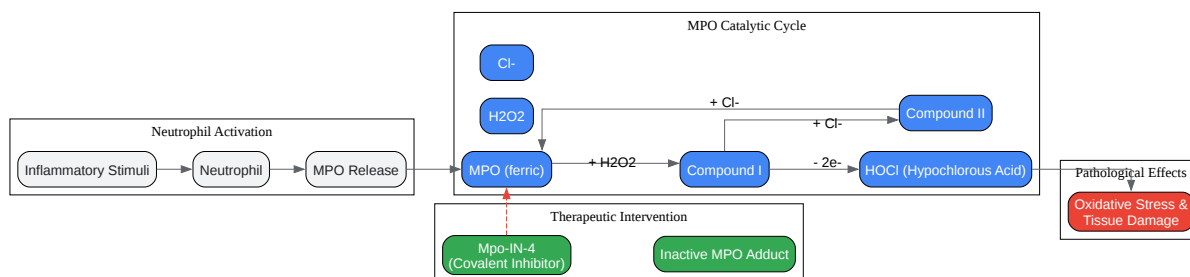 MPO Catalytic Cycle
Cl-
H2O2
+ Cl-
Compound II
+ Cl-
Neutrophil Activation
Inflammatory Stimuli
Neutrophil
MPO Release
MPO (ferric)
+ H2O2
Compound I
- 2e-
HOCl (Hypochlorous Acid)
Pathological Effects
Oxidative Stress &
Tissue Damage
Therapeutic Intervention
Mpo-IN-4
(Covalent Inhibitor)
Inactive MPO Adduct